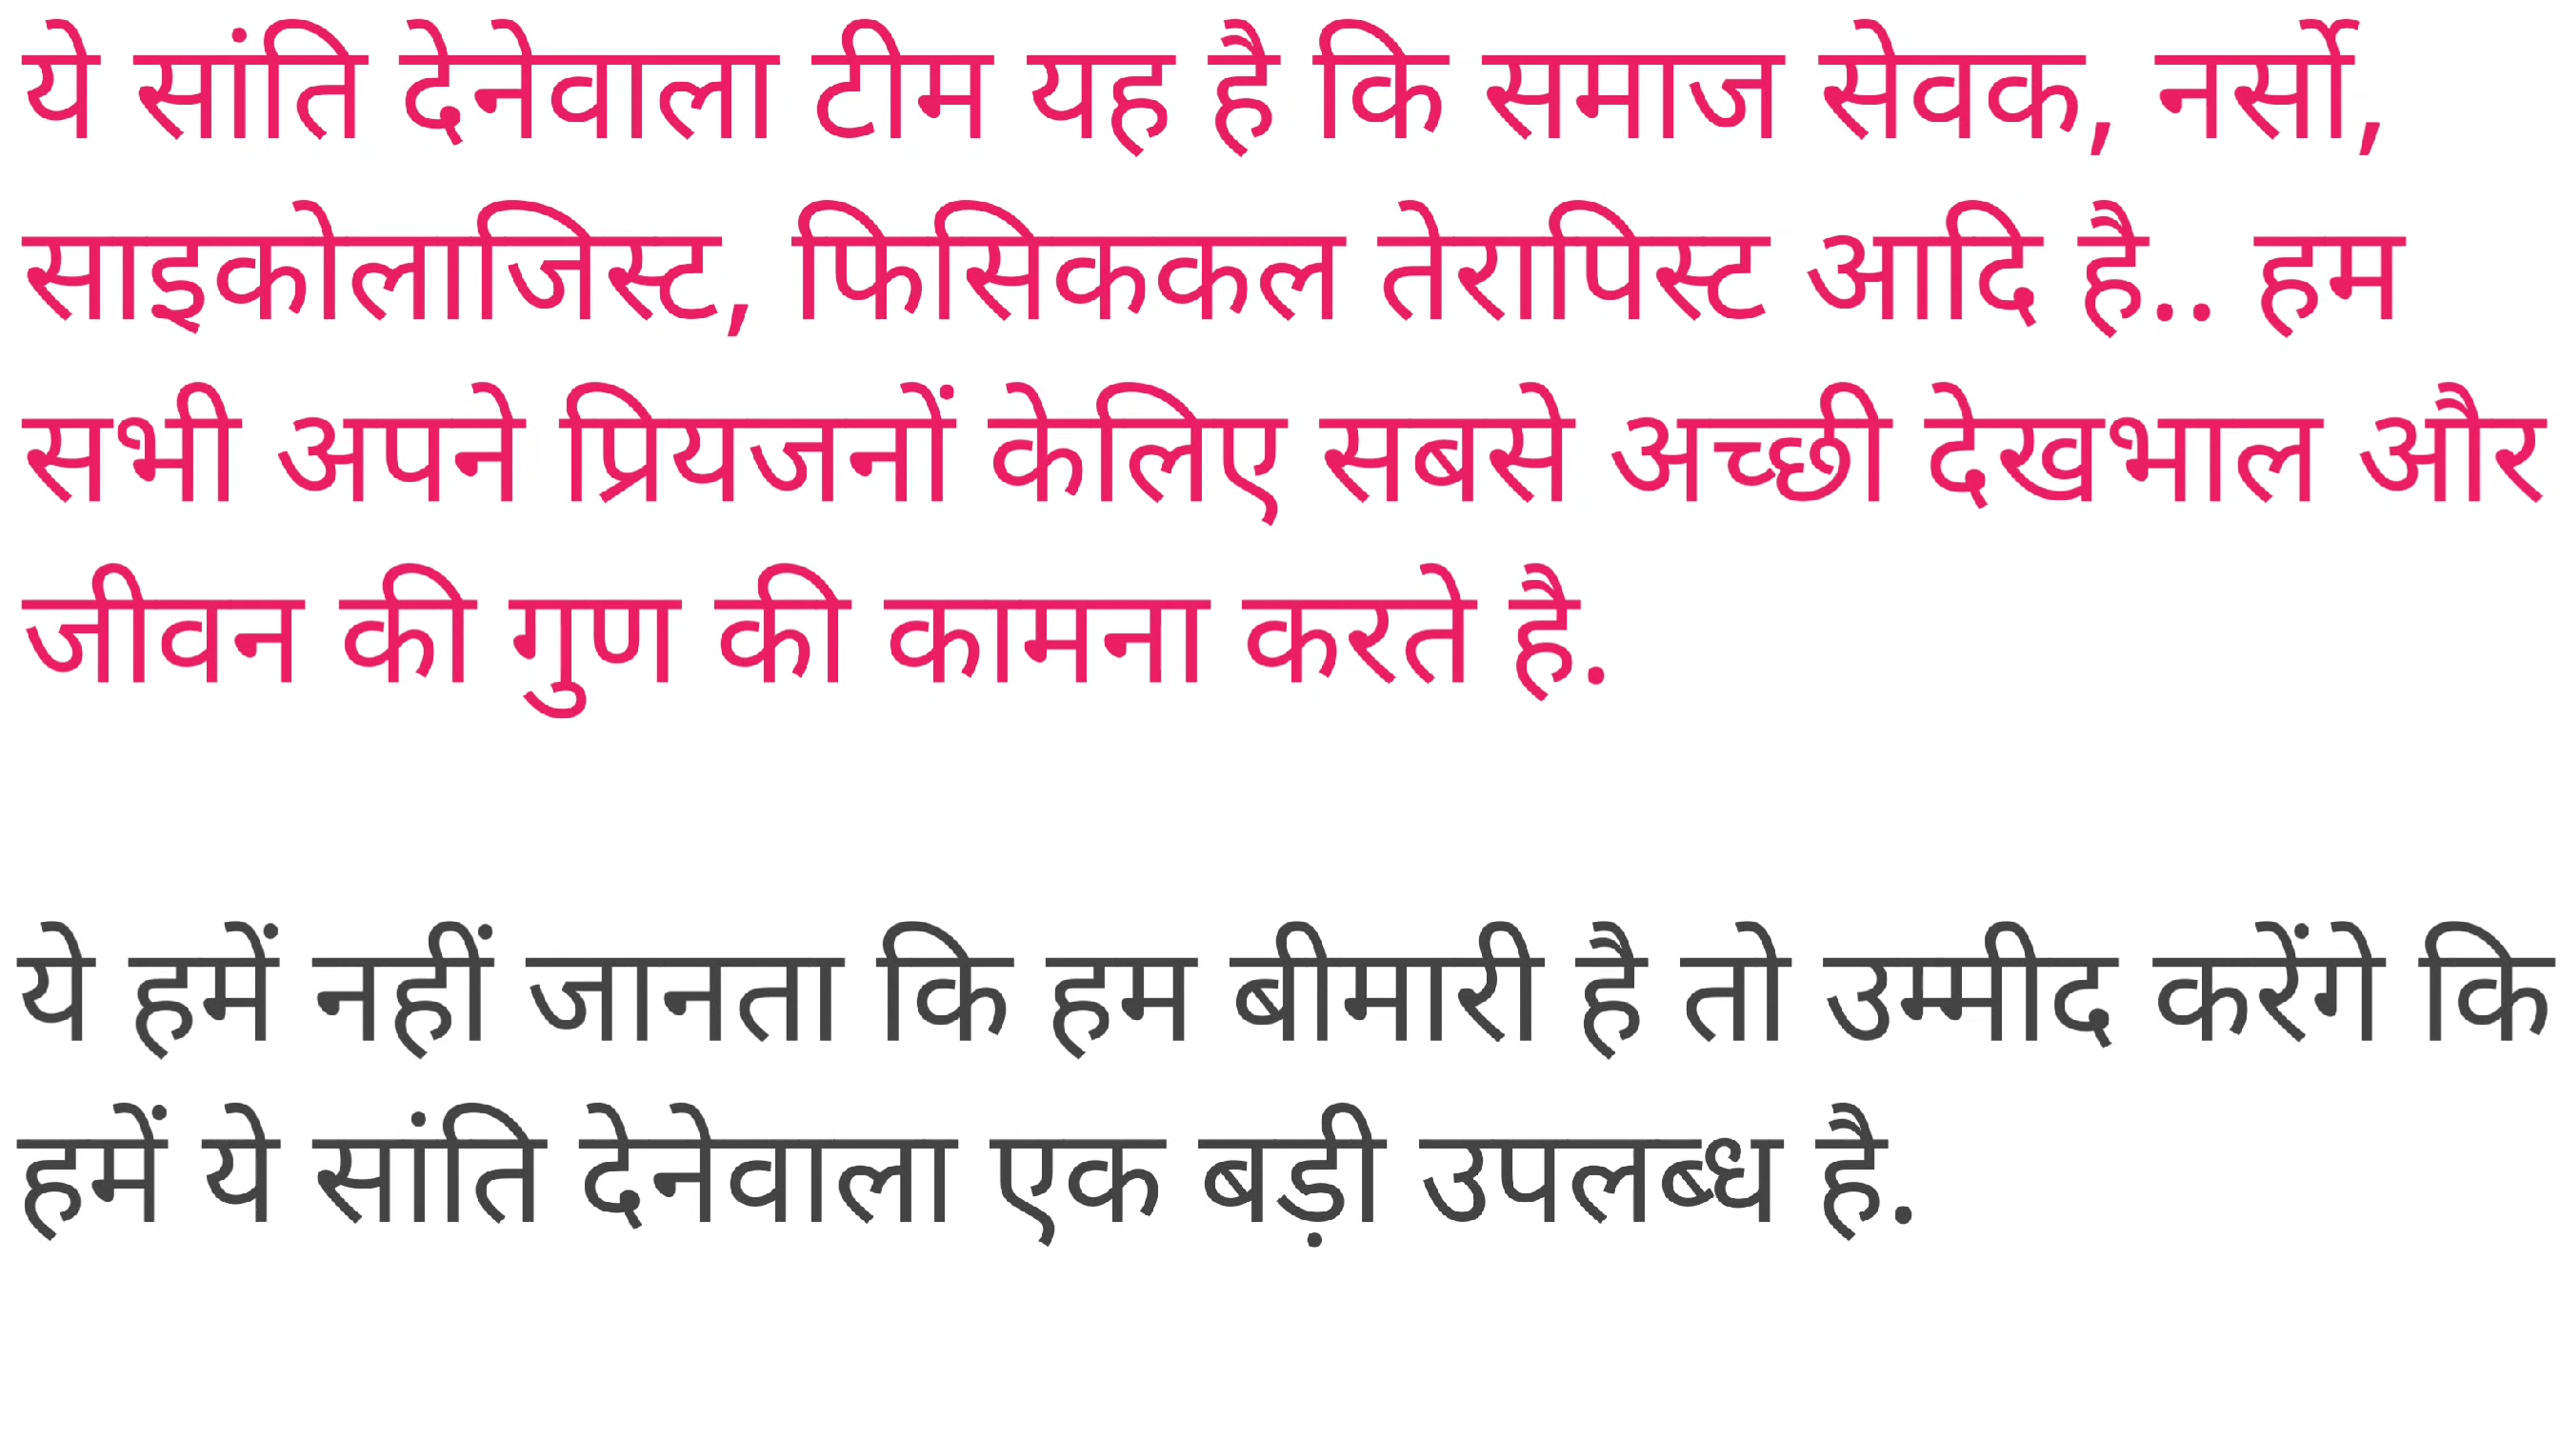 ये सांति देनेवाला टीम यह है कि समाज सेवक, नर्सो,
साइकोलाजिस्ट, फिसिककल तेरापिस्ट आदि है.. हम
सभी अपने प्रियजनों केलिए सबसे अच्छी देखभाल और
जीवन की गुण की कामना करते है.
ये हमें नहीं जानता कि हम बीमारी है तो उम्मीद करेंगे कि
हमें ये सांति देनेवाला एक बड़ी उपलब्ध है.